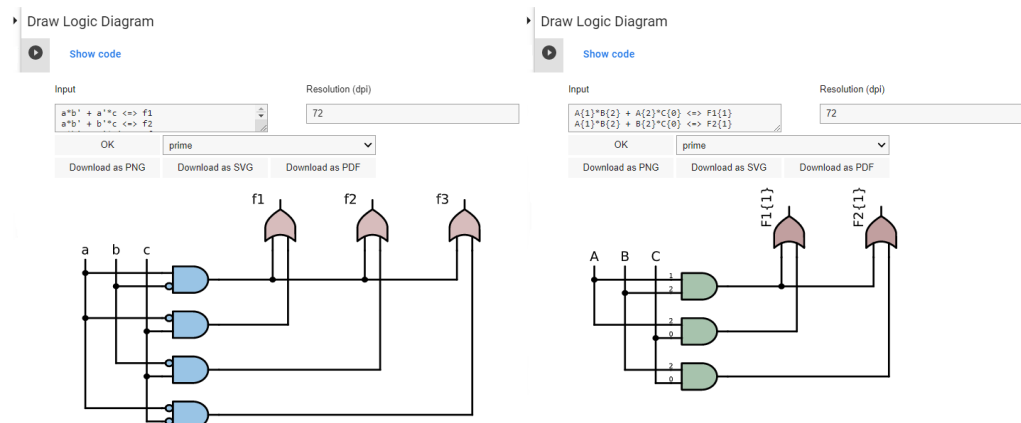 Draw Logic Diagram
Show code
Input
Resolution (dpi)
a*b' + a'*c <=> f1
a*b' + b'*c <=> f2
72
OK
prime
Download as PNG
Download as SVG
Download as PDF
f1
f2
f3
a
b
c
Draw Logic Diagram
Show code
Input
Resolution (dpi)
A{1}*B{2} + A{2}*C{0} <=> F1{1}
A{1}*B{2} + B{2}*C{0} <=> F2{1}
72
OK
prime
Download as PNG
Download as SVG
Download as PDF
F1{1}
F2{1}
A
B
C
1
2
2
0
2
0